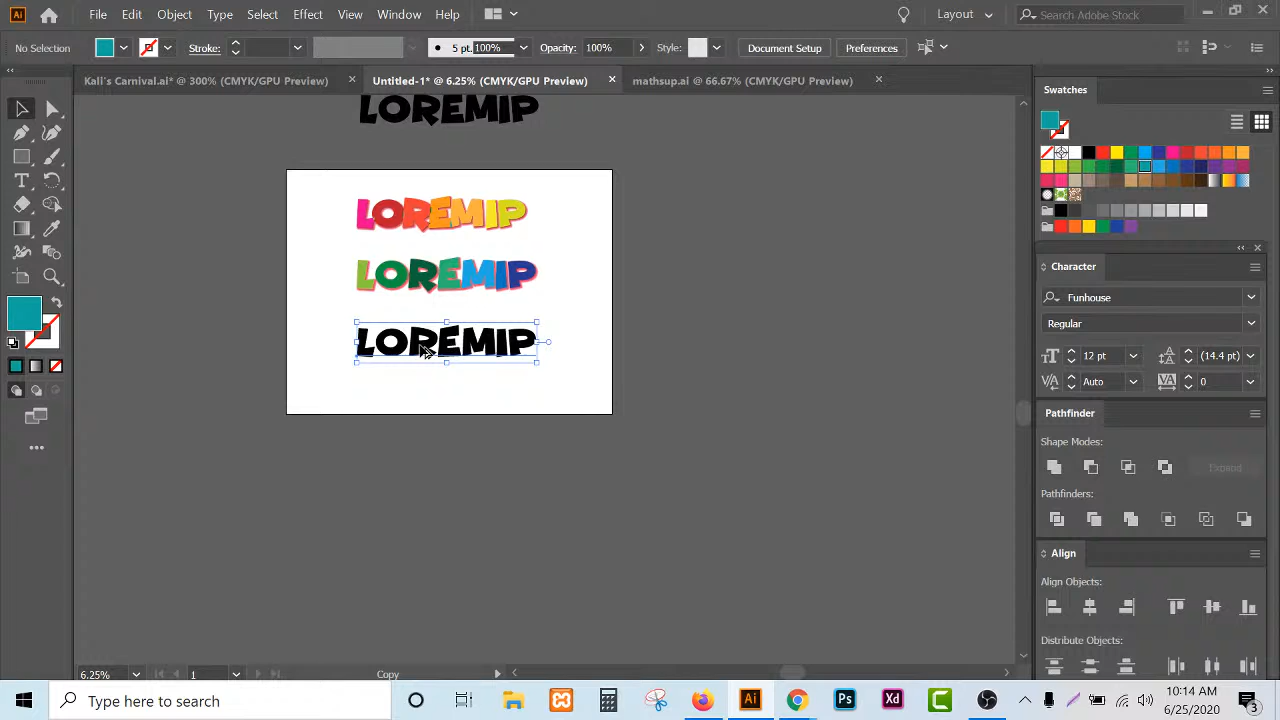 Ai File Edit Object Type Select Effect View Window Help Layout Search Adobe Stock
No Selection Stroke: 5 pt. 100% Opacity: 100% Style: Document Setup Preferences
Kali's Carnival.ai* @ 300% (CMYK/GPU Preview) Untitled-1* @ 6.25% (CMYK/GPU Preview) mathsup.ai @ 66.67% (CMYK/GPU Preview)
Swatches
LOREMIP
LOREMIP
LOREMIP
LOREMIP
Character
Funhouse
Regular
12 pt
Auto
0
Pathfinder
Shape Modes:
Expand
Pathfinders:
Align
Align Objects:
Distribute Objects:
6.25% 1 Copy
Type here to search Ai Ps Xd 10:14 AM
6/25/2020 3